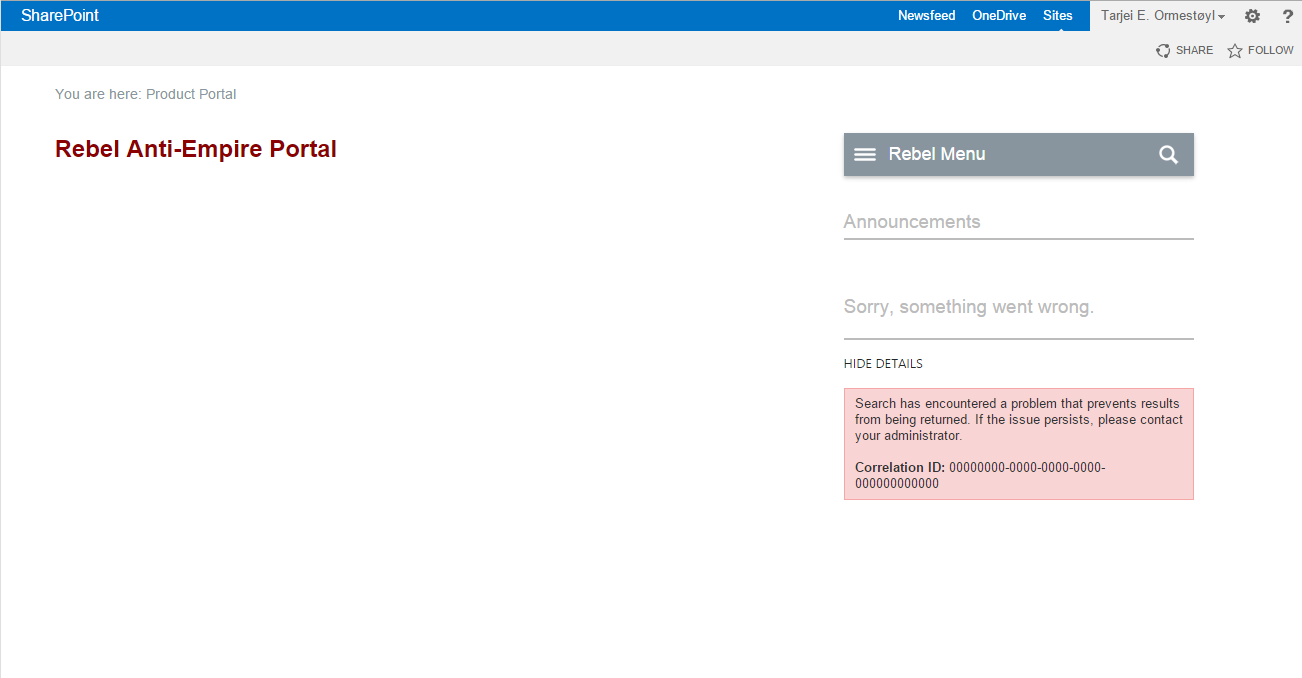 SharePoint
Newsfeed OneDrive Sites Tarjei E. Ormestøyl ?
SHARE FOLLOW
You are here: Product Portal
Rebel Anti-Empire Portal
Rebel Menu
Announcements
Sorry, something went wrong.
HIDE DETAILS
Search has encountered a problem that prevents results
from being returned. If the issue persists, please contact
your administrator.
Correlation ID: 00000000-0000-0000-0000-
000000000000